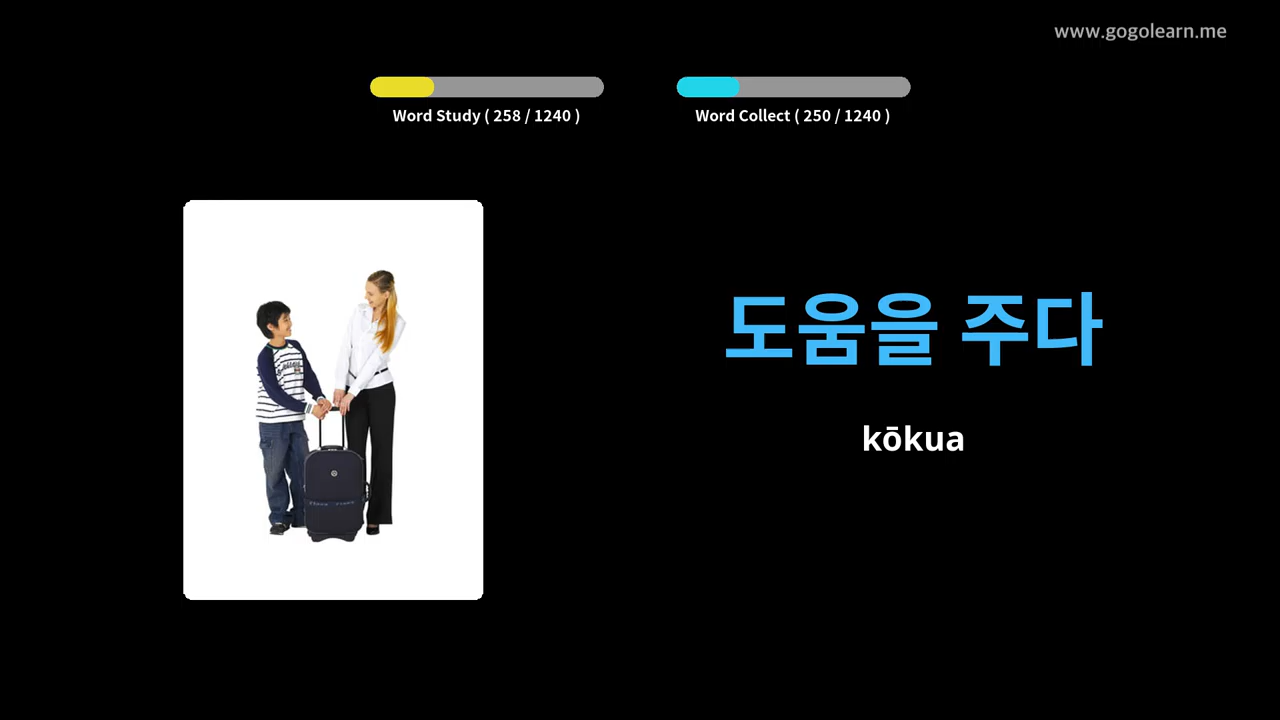 www.gogolearn.me
Word Study ( 258 / 1240 )
Word Collect ( 250 / 1240 )
도움을 주다
kōkua